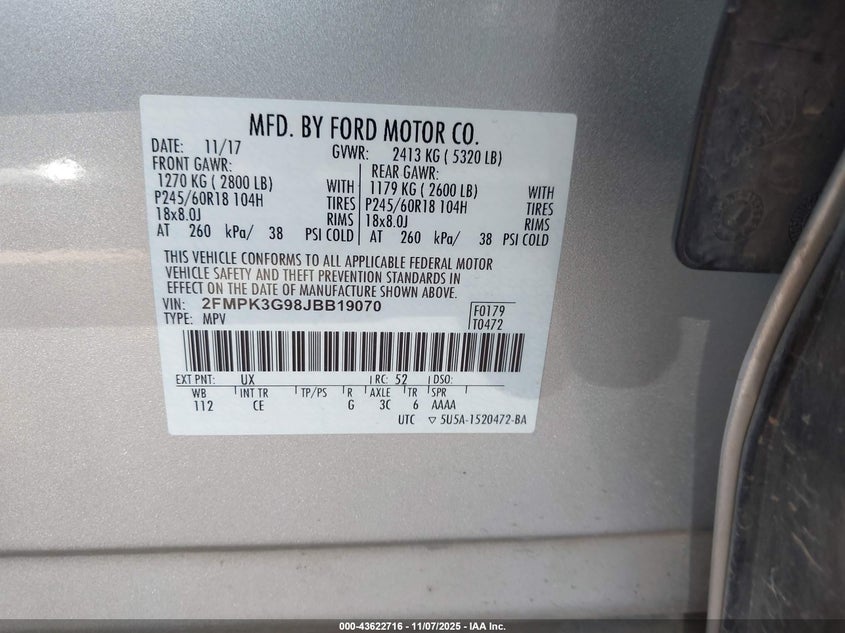 MFD. BY FORD MOTOR CO.
DATE: 11/17 GVWR: 2413 KG ( 5320 LB)
FRONT GAWR: REAR GAWR:
1270 KG ( 2800 LB) WITH 1179 KG ( 2600 LB) WITH
P245/60R18 104H TIRES P245/60R18 104H TIRES
18x8.0J RIMS 18x8.0J RIMS
AT 260 kPa/ 38 PSI COLD AT 260 kPa/ 38 PSI COLD
THIS VEHICLE CONFORMS TO ALL APPLICABLE FEDERAL MOTOR
VEHICLE SAFETY AND THEFT PREVENTION STANDARDS IN
EFFECT ON THE DATE OF MANUFACTURE SHOWN ABOVE.
VIN: 2FMPK3G98JBB19070 F0179
TYPE: MPV T0472
EXT PNT: UX RC: 52 DSO:
WB INT TR TP/PS R AXLE TR SPR
112 CE G 3C 6 AAAA
UTC ▽ 5U5A-1520472-BA
000-43622716 - 11/07/2025 - IAA Inc.